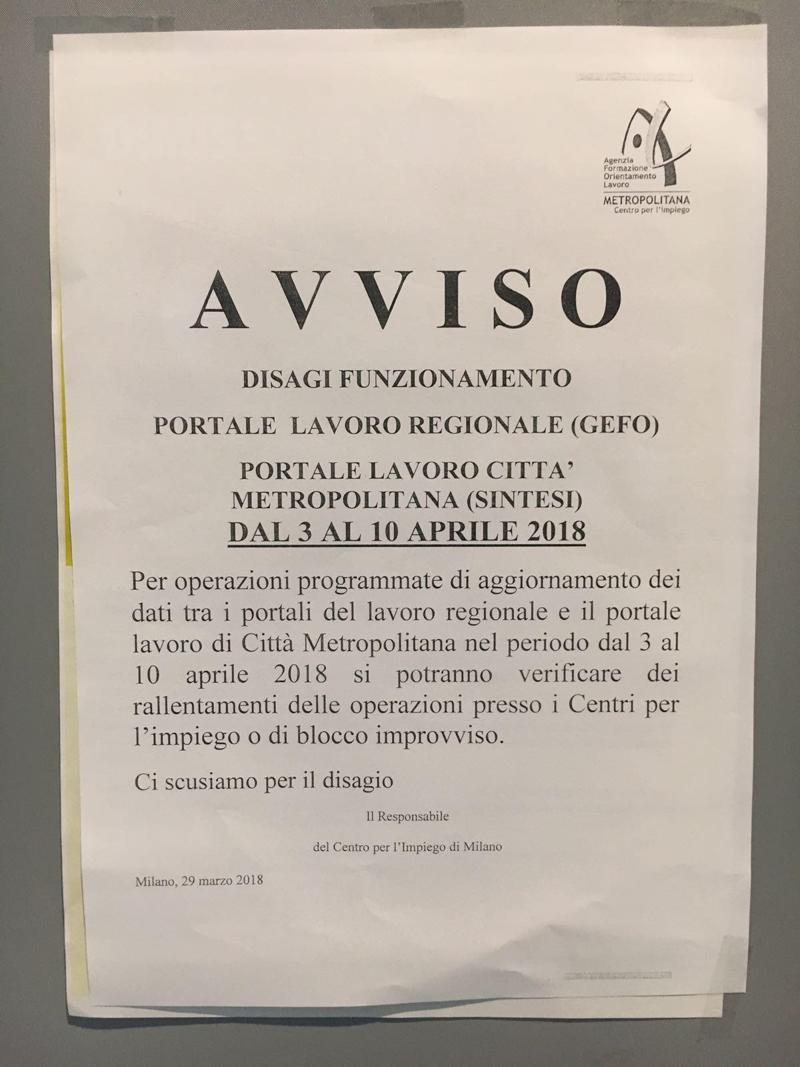 Agenzia
Formazione
Orientamento
Lavoro
METROPOLITANA
Centro per l'Impiego
AVVISO
DISAGI FUNZIONAMENTO
PORTALE LAVORO REGIONALE (GEFO)
PORTALE LAVORO CITTA'
METROPOLITANA (SINTESI)
DAL 3 AL 10 APRILE 2018
Per operazioni programmate di aggiornamento dei
dati tra i portali del lavoro regionale e il portale
lavoro di Città Metropolitana nel periodo dal 3 al
10 aprile 2018 si potranno verificare dei
rallentamenti delle operazioni presso i Centri per
l'impiego o di blocco improvviso.
Ci scusiamo per il disagio
Il Responsabile
del Centro per l'Impiego di Milano
Milano, 29 marzo 2018